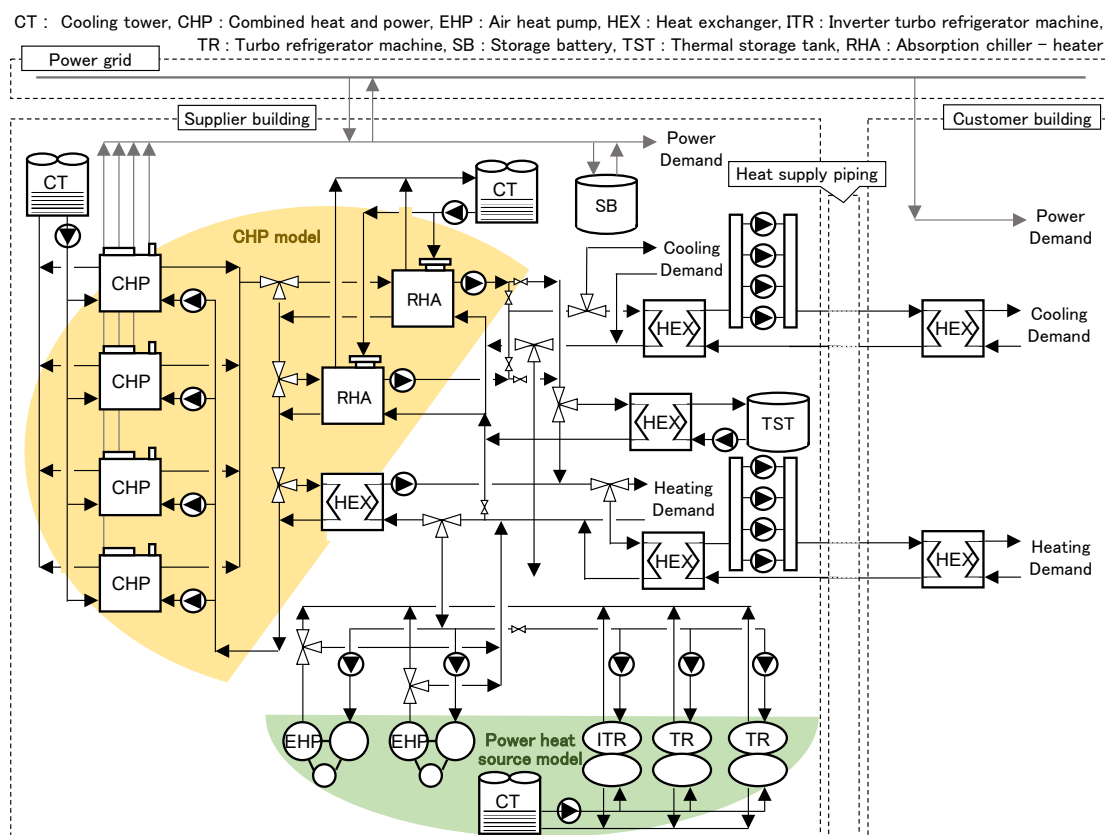 CT : Cooling tower, CHP : Combined heat and power, EHP : Air heat pump, HEX : Heat exchanger, ITR : Inverter turbo refrigerator machine,
TR : Turbo refrigerator machine, SB : Storage battery, TST : Thermal storage tank, RHA : Absorption chiller - heater
Power grid
Supplier building
Customer building
Power
Demand
Heat supply piping
CT
CT
SB
Power
Demand
CHP model
Cooling
Demand
CHP
RHA
HEX
HEX
Cooling
Demand
CHP
RHA
HEX
TST
CHP
HEX
Heating
Demand
HEX
HEX
Heating
Demand
CHP
EHP
EHP
Power heat
source model
ITR
TR
TR
CT